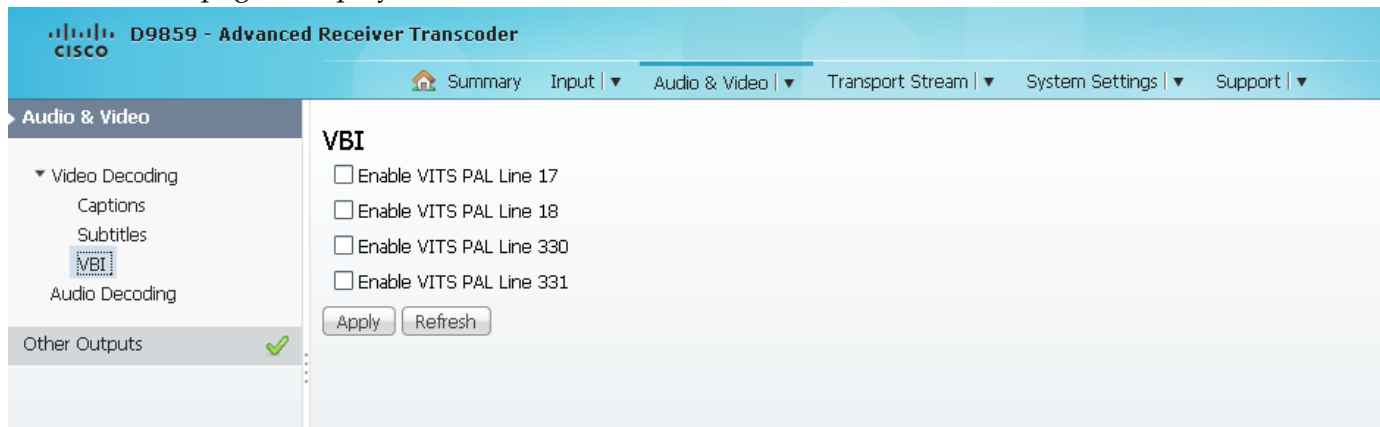 CISCO D9859 - Advanced Receiver Transcoder
Summary Input | ▼ Audio & Video | ▼ Transport Stream | ▼ System Settings | ▼ Support | ▼
Audio & Video
Video Decoding
Captions
Subtitles
VBI
Audio Decoding
Other Outputs
VBI
Enable VITS PAL Line 17
Enable VITS PAL Line 18
Enable VITS PAL Line 330
Enable VITS PAL Line 331
Apply Refresh